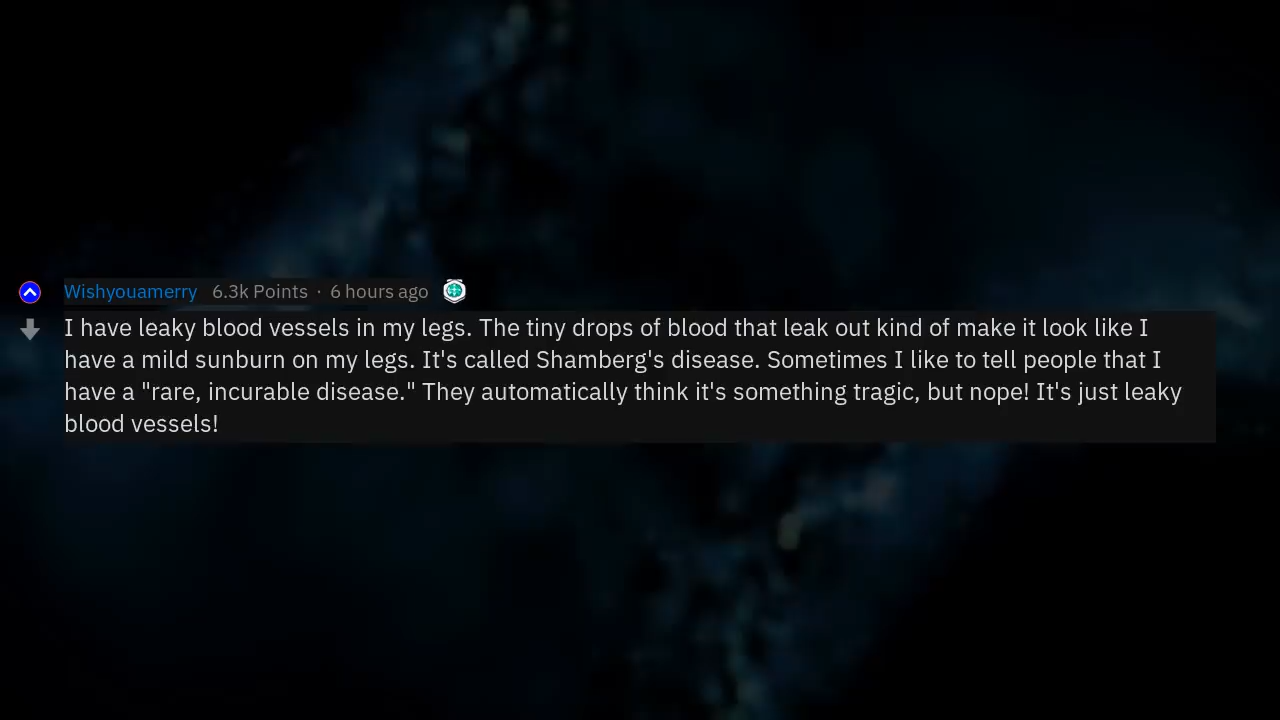 Wishyouamerry 6.3k Points · 6 hours ago
I have leaky blood vessels in my legs. The tiny drops of blood that leak out kind of make it look like I
have a mild sunburn on my legs. It's called Shamberg's disease. Sometimes I like to tell people that I
have a "rare, incurable disease." They automatically think it's something tragic, but nope! It's just leaky
blood vessels!